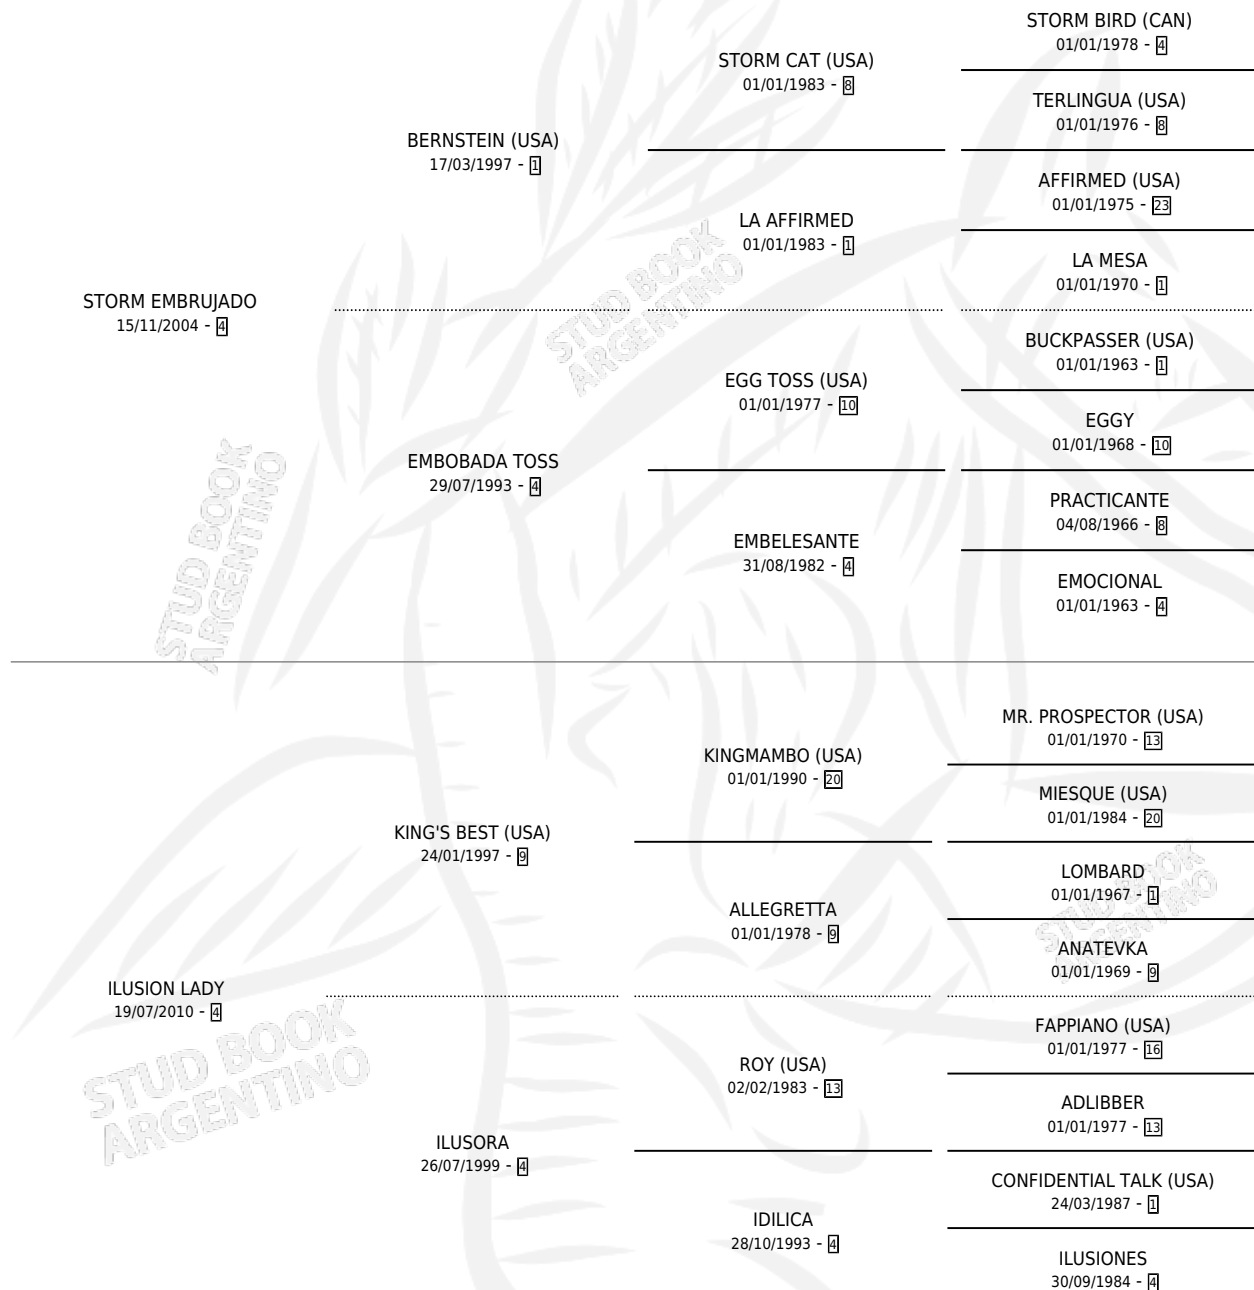 STORM EMBRUJADO
15/11/2004 - 4
BERNSTEIN (USA)
17/03/1997 - 1
STORM CAT (USA)
01/01/1983 - 8
STORM BIRD (CAN)
01/01/1978 - 4
TERLINGUA (USA)
01/01/1976 - 8
LA AFFIRMED
01/01/1983 - 1
AFFIRMED (USA)
01/01/1975 - 23
LA MESA
01/01/1970 - 1
EMBOBADA TOSS
29/07/1993 - 4
EGG TOSS (USA)
01/01/1977 - 10
BUCKPASSER (USA)
01/01/1963 - 1
EGGY
01/01/1968 - 10
EMBELESANTE
31/08/1982 - 4
PRACTICANTE
04/08/1966 - 8
EMOCIONAL
01/01/1963 - 4
ILUSION LADY
19/07/2010 - 4
KING'S BEST (USA)
24/01/1997 - 9
KINGMAMBO (USA)
01/01/1990 - 20
MR. PROSPECTOR (USA)
01/01/1970 - 13
MIESQUE (USA)
01/01/1984 - 20
ALLEGRETTA
01/01/1978 - 9
LOMBARD
01/01/1967 - 1
ANATEVKA
01/01/1969 - 9
ILUSORA
26/07/1999 - 4
ROY (USA)
02/02/1983 - 13
FAPPIANO (USA)
01/01/1977 - 16
ADLIBBER
01/01/1977 - 13
IDILICA
28/10/1993 - 4
CONFIDENTIAL TALK (USA)
24/03/1987 - 1
ILUSIONES
30/09/1984 - 4
STUD BOOK
ARGENTINO
STUD BOOK
ARGENTINO
STUD BOOK
ARGENTINO
STUD BOOK
ARGENTINO